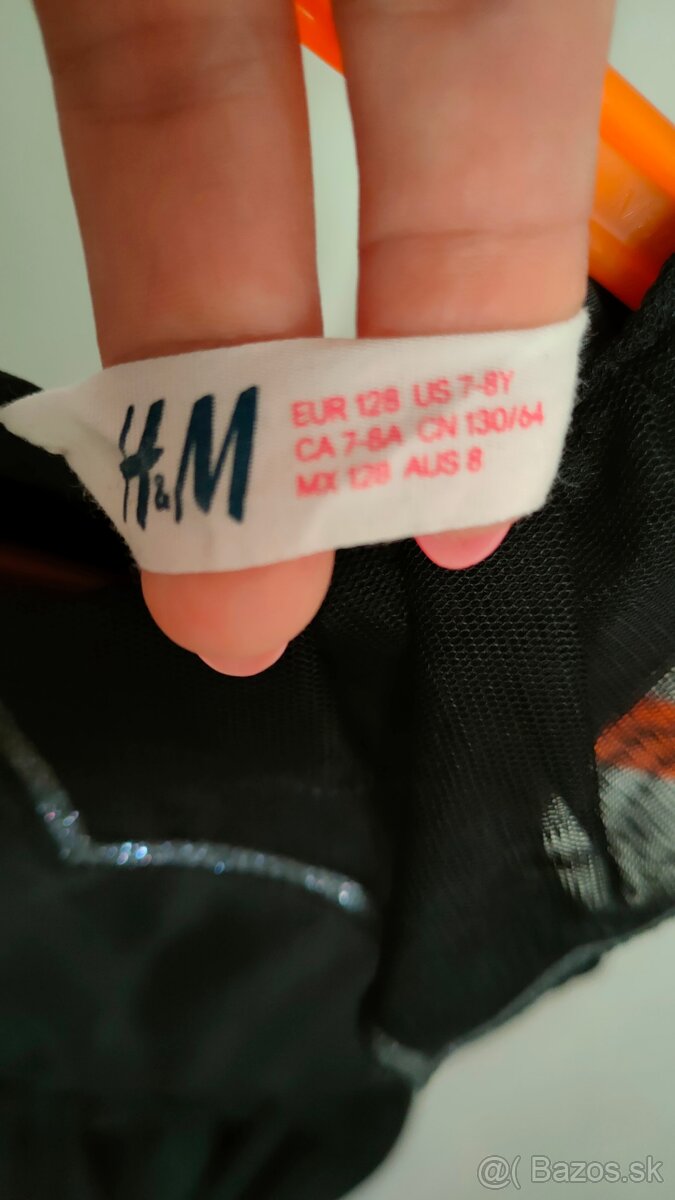 H&M
EUR 128 US 7-8Y
CA 7-8A CN 130/64
MX 128 AUS 8
@( Bazos.sk